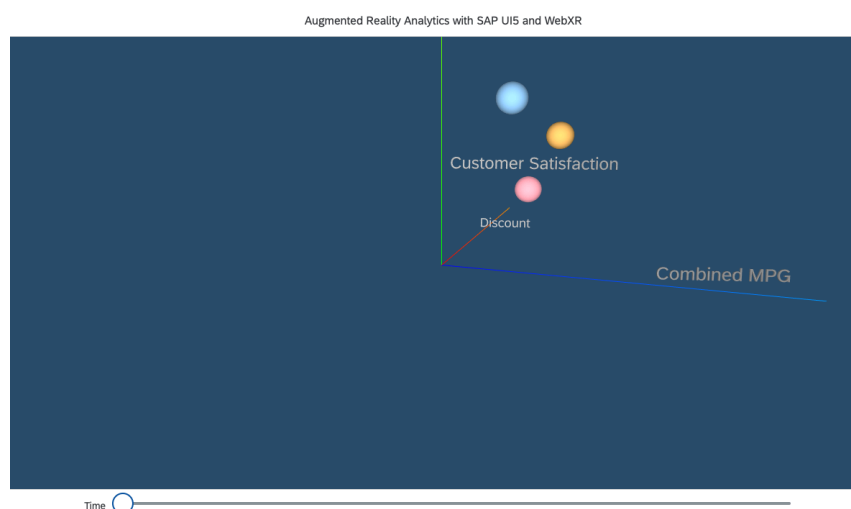 Augmented Reality Analytics with SAP UI5 and WebXR
Customer Satisfaction
Discount
Combined MPG
Time